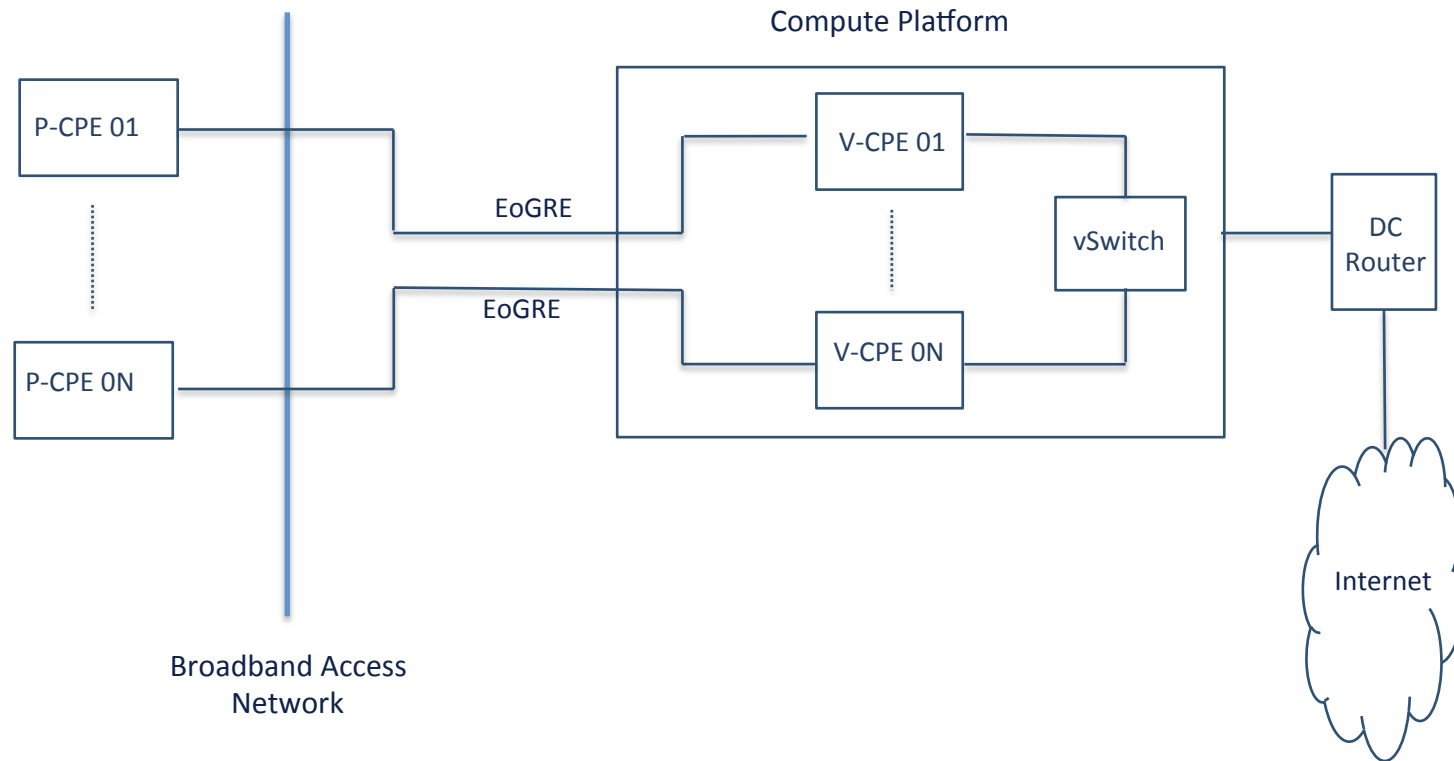 Compute Platform
P-CPE 01
V-CPE 01
EoGRE
vSwitch
DC
Router
EoGRE
P-CPE 0N
V-CPE 0N
Internet
Broadband Access
Network